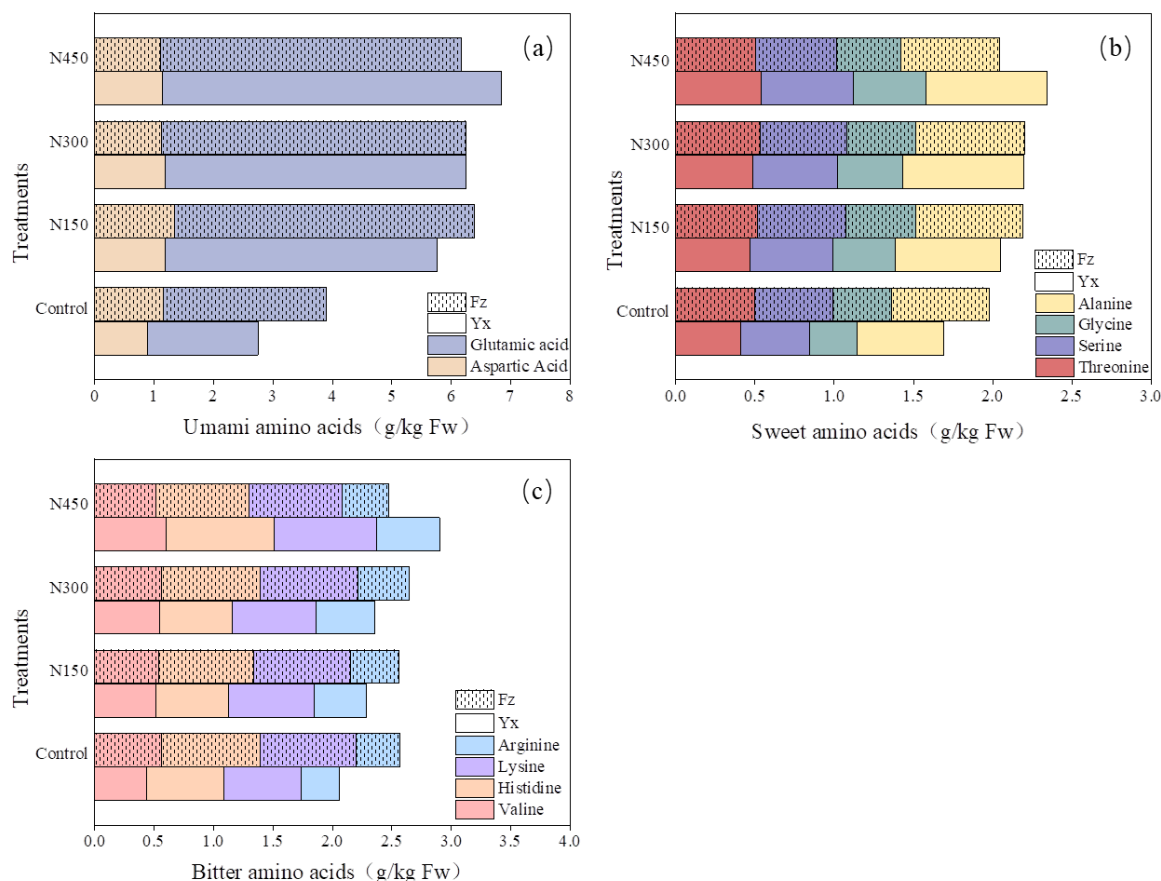 (a)
N450
N300
N150
Control
Treatments
Fz
Yx
Glutamic acid
Aspartic Acid
0 1 2 3 4 5 6 7 8
Umami amino acids（g/kg Fw）
(b)
N450
N300
N150
Control
Treatments
Fz
Yx
Alanine
Glycine
Serine
Threonine
0.0 0.5 1.0 1.5 2.0 2.5 3.0
Sweet amino acids（g/kg Fw）
(c)
N450
N300
N150
Control
Treatments
Fz
Yx
Arginine
Lysine
Histidine
Valine
0.0 0.5 1.0 1.5 2.0 2.5 3.0 3.5 4.0
Bitter amino acids（g/kg Fw）